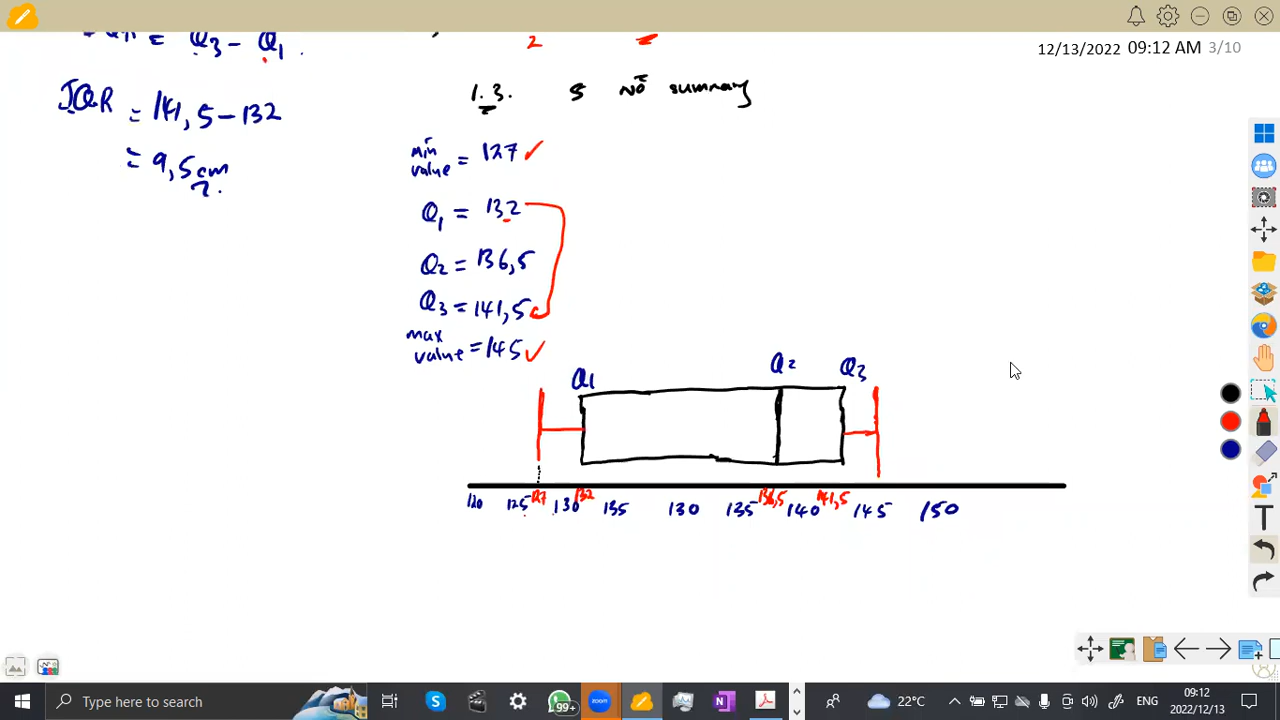 12/13/2022 09:12 AM 3/10
= Q3 - Q1
2
IQR = 141,5 - 132
= 9,5cm
1.3. 5 No summary
min value = 127 ✓
Q1 = 132
Q2 = 136,5
Q3 = 141,5
max value = 145 ✓
Q1 Q2 Q3
120 125 127 130 132 135 130 135 136,5 140 141,5 145 150
Type here to search
99+
zoom
22°C
ENG
09:12
2022/12/13